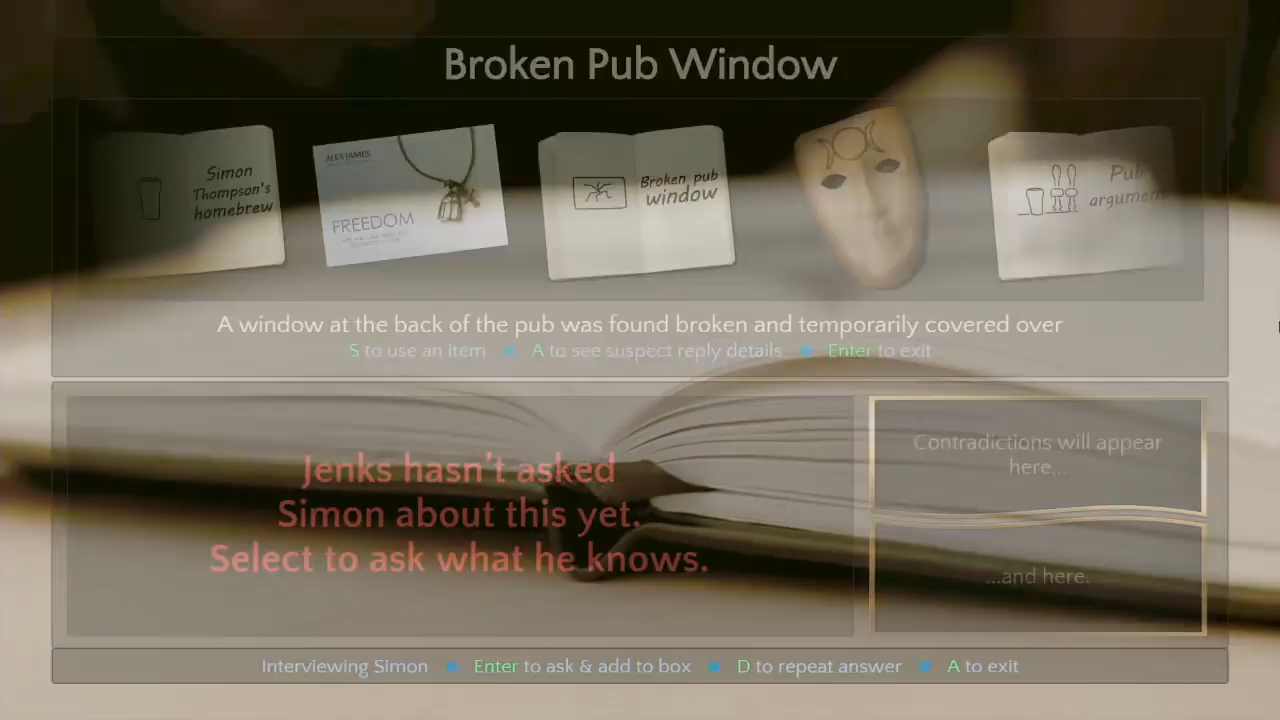 Broken Pub Window
Simon
Thompson's
homebrew
ALEX JAMES
FREEDOM
Broken pub
window
Pub
argument
A window at the back of the pub was found broken and temporarily covered over
S to use an item • A to see suspect reply details • Enter to exit
Jenks hasn't asked
Simon about this yet.
Select to ask what he knows.
Contradictions will appear
here...
...and here.
Interviewing Simon • Enter to ask & add to box • D to repeat answer • A to exit